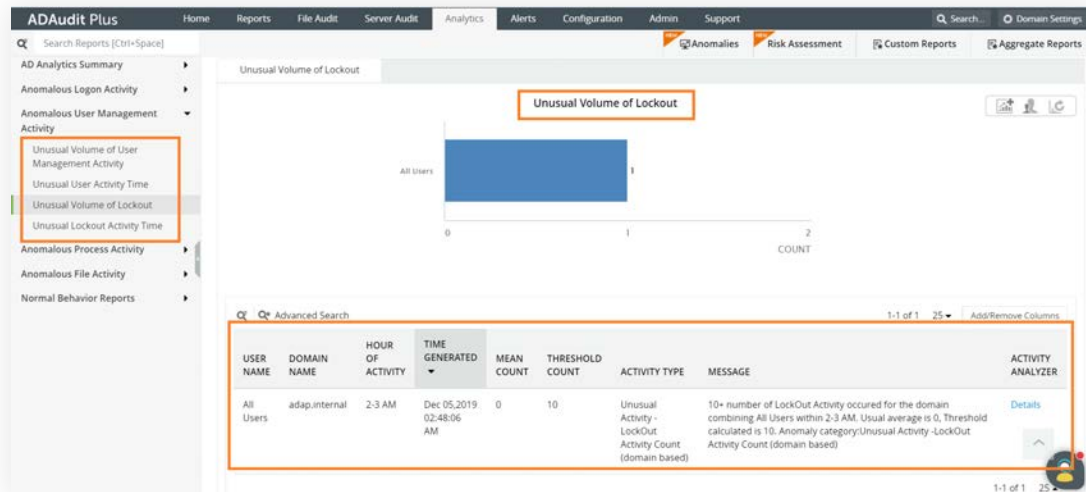 ADAudit Plus
Home Reports File Audit Server Audit Analytics Alerts Configuration Admin Support
Search... Domain Settings
Search Reports [Ctrl+Space]
NEW Anomalies NEW Risk Assessment Custom Reports Aggregate Reports
AD Analytics Summary
Anomalous Logon Activity
Anomalous User Management
Activity
Unusual Volume of User
Management Activity
Unusual User Activity Time
Unusual Volume of Lockout
Unusual Lockout Activity Time
Anomalous Process Activity
Anomalous File Activity
Normal Behavior Reports
Unusual Volume of Lockout
Unusual Volume of Lockout
All Users
1
0 1 2
COUNT
Advanced Search
1-1 of 1 25 Add/Remove Columns
USER
NAME
DOMAIN
NAME
HOUR
OF
ACTIVITY
TIME
GENERATED
MEAN
COUNT
THRESHOLD
COUNT
ACTIVITY TYPE
MESSAGE
ACTIVITY
ANALYZER
All
Users
adap.internal
2-3 AM
Dec 05,2019
02:48:06
AM
0
10
Unusual
Activity -
LockOut
Activity Count
(domain based)
10+ number of LockOut Activity occured for the domain
combining All Users within 2-3 AM. Usual average is 0, Threshold
calculated is 10. Anomaly category:Unusual Activity -LockOut
Activity Count (domain based)
Details
1-1 of 1 25